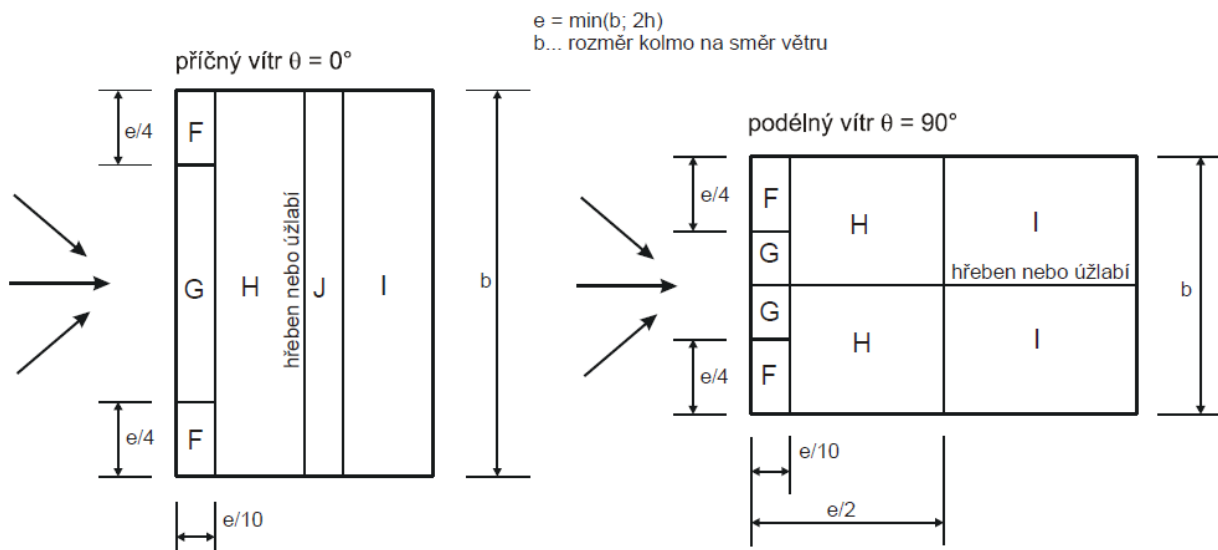 e = min(b; 2h)
b... rozměr kolmo na směr větru
příčný vítr θ = 0°
e/4
F
G
H
hřeben nebo úžlabí
J
I
b
e/4
F
e/10
podélný vítr θ = 90°
e/4
F
H
I
G
hřeben nebo úžlabí
b
G
H
I
e/4
F
e/10
e/2